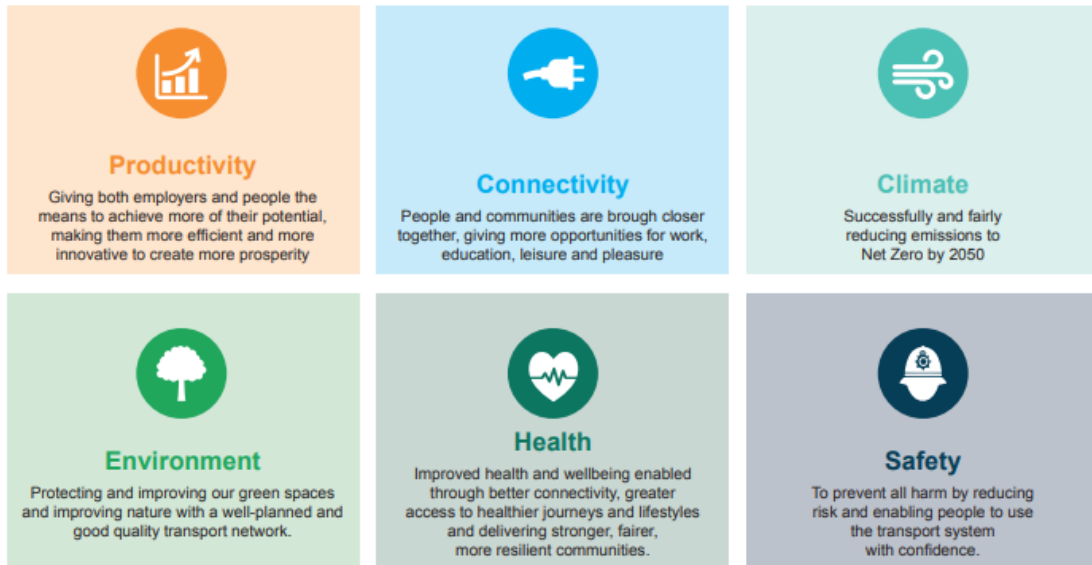 Productivity
Giving both employers and people the
means to achieve more of their potential,
making them more efficient and more
innovative to create more prosperity
Connectivity
People and communities are brough closer
together, giving more opportunities for work,
education, leisure and pleasure
Climate
Successfully and fairly
reducing emissions to
Net Zero by 2050
Environment
Protecting and improving our green spaces
and improving nature with a well-planned and
good quality transport network.
Health
Improved health and wellbeing enabled
through better connectivity, greater
access to healthier journeys and lifestyles
and delivering stronger, fairer,
more resilient communities.
Safety
To prevent all harm by reducing
risk and enabling people to use
the transport system
with confidence.